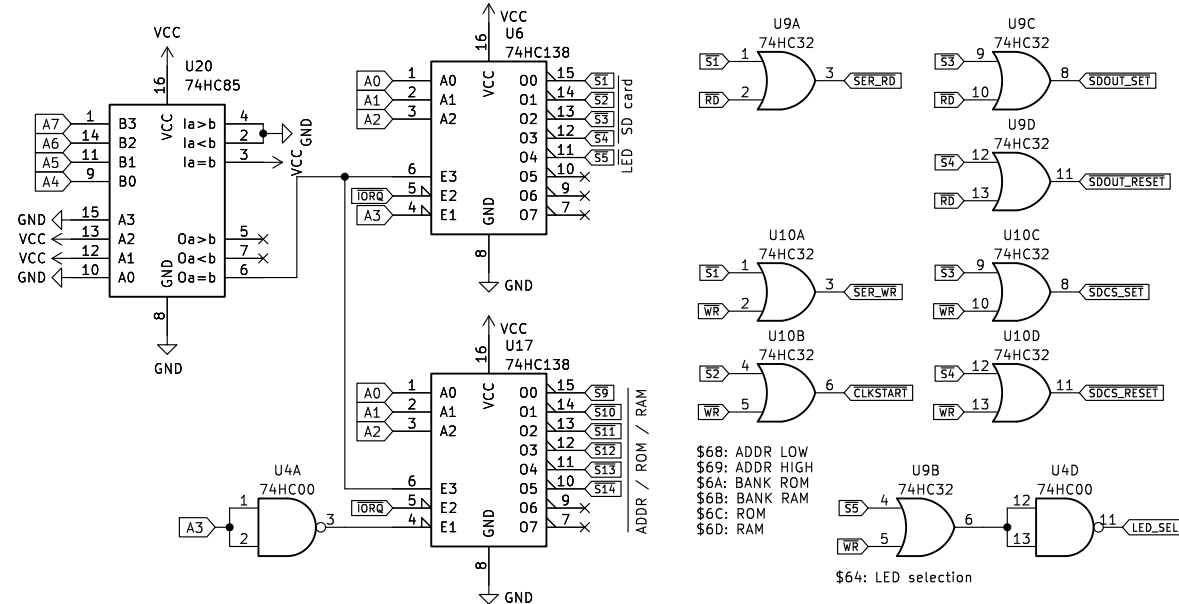 VCC
U20
74HC85
16
VCC
A7 1 B3 Ia>b 4
A6 14 B2 Ia<b 2 GND
A5 11 B1 Ia=b 3 VCC
A4 9 B0
GND 15 A3
VCC 13 A2 Oa>b 5
VCC 12 A1 Oa<b 7
GND 10 A0 Oa=b 6
GND
8
GND
VCC
U6
74HC138
16
VCC
A0 1 A0 O0 15 S1
A1 2 A1 O1 14 S2
A2 3 A2 O2 13 S3
O3 12 S4
O4 11 S5
6 E3 O5 10
IORQ 5 E2 O6 9
A3 4 E1 O7 7
GND
8
GND
LED SD card
VCC
U17
74HC138
16
VCC
A0 1 A0 O0 15 S9
A1 2 A1 O1 14 S10
A2 3 A2 O2 13 S11
O3 12 S12
O4 11 S13
6 E3 O5 10 S14
IORQ 5 E2 O6 9
4 E1 O7 7
GND
8
GND
ADDR / ROM / RAM
U4A
74HC00
A3 1 2 3
U9A
74HC32
S1 1
RD 2
3 SER_RD
U9C
74HC32
S3 9
RD 10
8 SDOUT_SET
U9D
74HC32
S4 12
RD 13
11 SDOUT_RESET
U10A
74HC32
S1 1
WR 2
3 SER_WR
U10C
74HC32
S3 9
WR 10
8 SDCS_SET
U10B
74HC32
S2 4
WR 5
6 CLKSTART
U10D
74HC32
S4 12
WR 13
11 SDCS_RESET
$68: ADDR LOW
$69: ADDR HIGH
$6A: BANK ROM
$6B: BANK RAM
$6C: ROM
$6D: RAM
U9B
74HC32
S5 4
WR 5
6
U4D
74HC00
12
13
11 LED_SEL
$64: LED selection